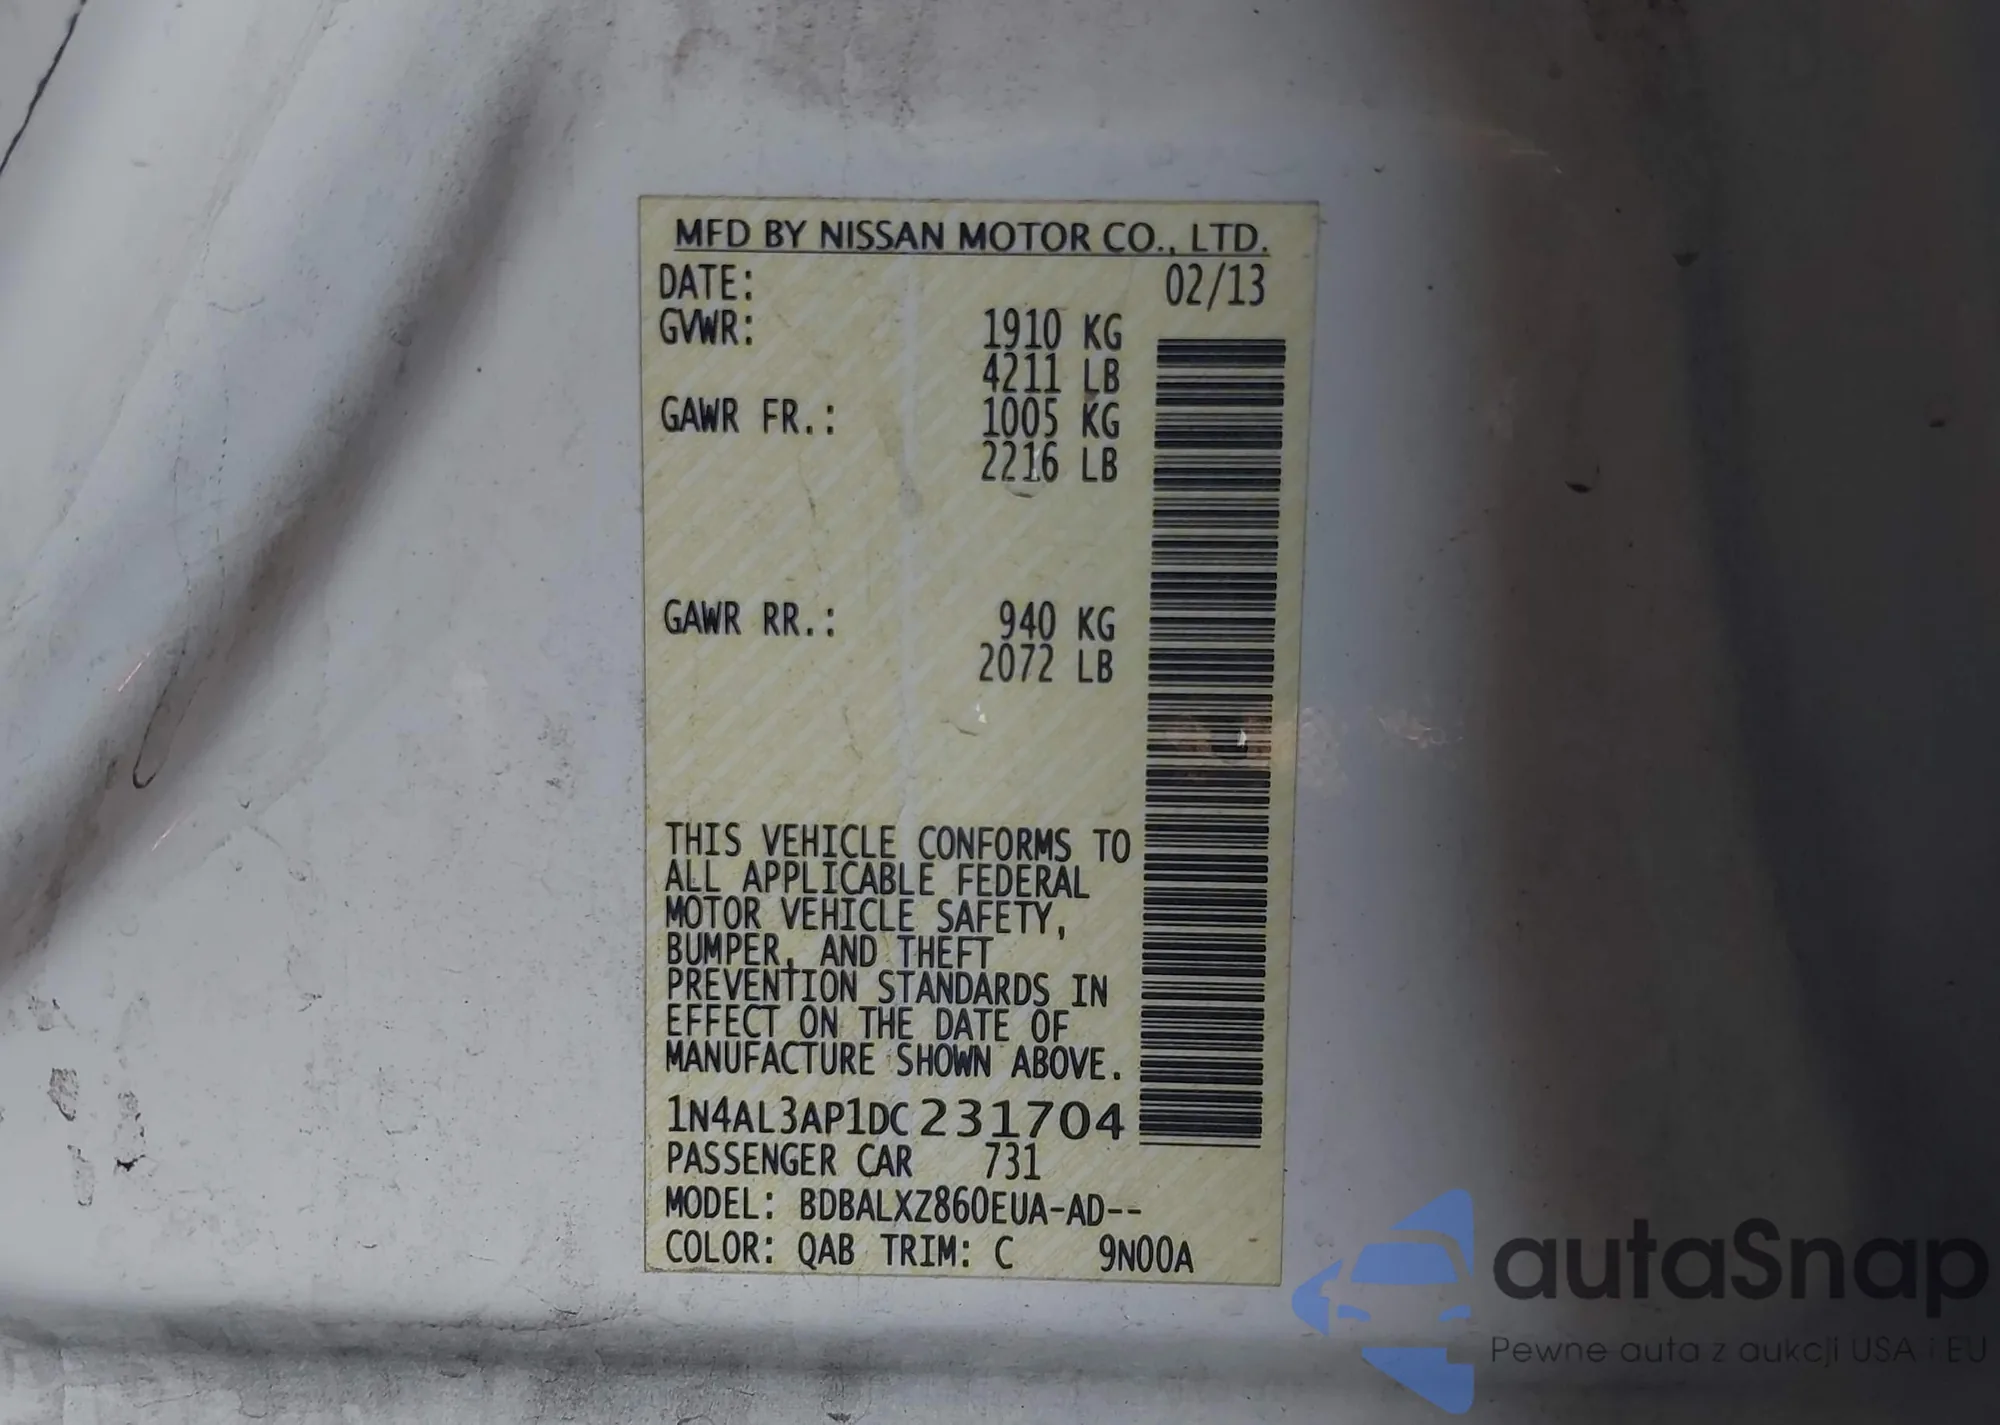 MFD BY NISSAN MOTOR CO., LTD.
DATE: 02/13
GVWR: 1910 KG
4211 LB
GAWR FR.: 1005 KG
2216 LB
GAWR RR.: 940 KG
2072 LB
THIS VEHICLE CONFORMS TO
ALL APPLICABLE FEDERAL
MOTOR VEHICLE SAFETY,
BUMPER, AND THEFT
PREVENTION STANDARDS IN
EFFECT ON THE DATE OF
MANUFACTURE SHOWN ABOVE.
1N4AL3AP1DC231704
PASSENGER CAR 731
MODEL: BDBALXZ860EUA-AD--
COLOR: QAB TRIM: C 9N00A
autaSnap
Pewne auta z aukcji USA i EU